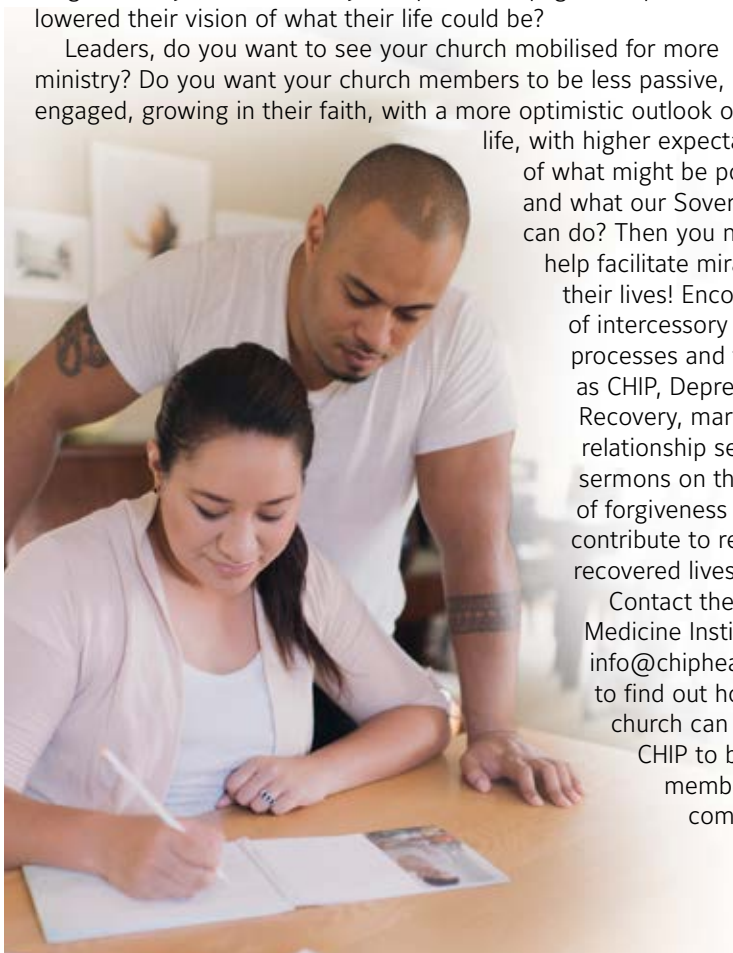 lowered their vision of what their life could be?
Leaders, do you want to see your church mobilised for more
ministry? Do you want your church members to be less passive,
engaged, growing in their faith, with a more optimistic outlook o
life, with higher expecta
of what might be po
and what our Sover
can do? Then you n
help facilitate mira
their lives! Enco
of intercessory
processes and
as CHIP, Depre
Recovery, mar
relationship se
sermons on th
of forgiveness
contribute to re
recovered lives
Contact the
Medicine Insti
info@chiphea
to find out ho
church can
CHIP to b
memb
com